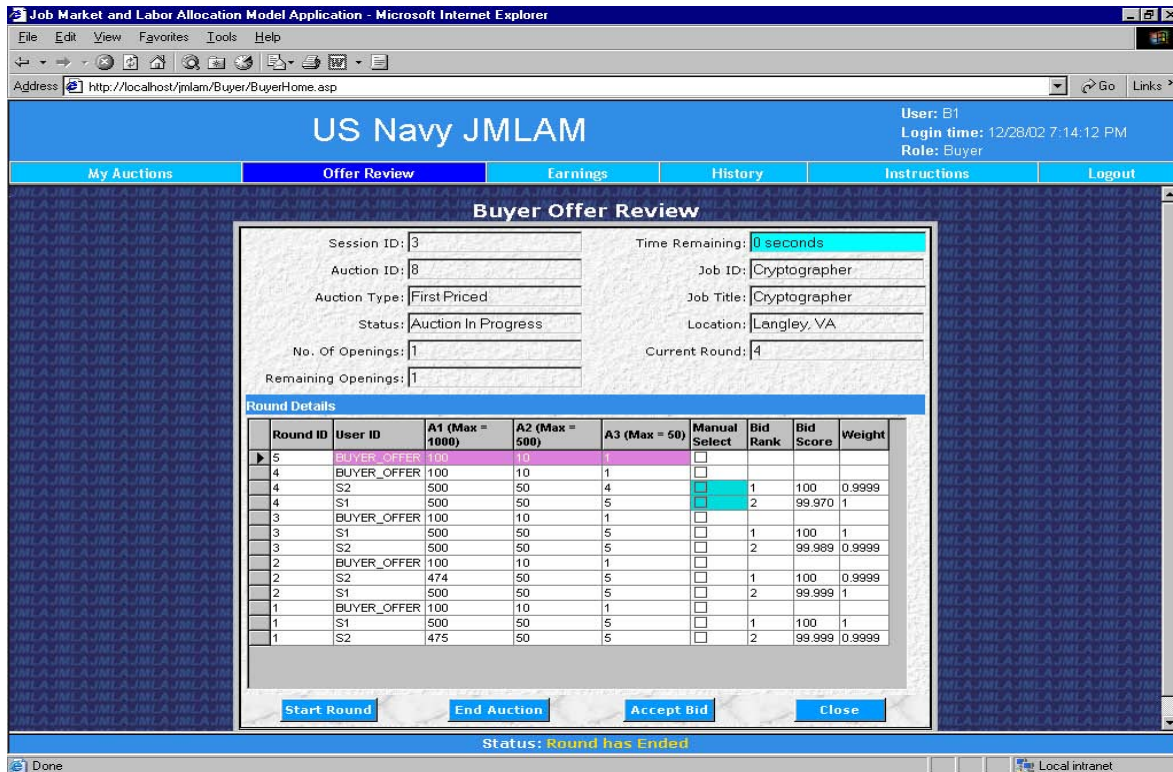 Job Market and Labor Allocation Model Application - Microsoft Internet Explorer
File Edit View Favorites Tools Help
Address http://localhost/jmlam/Buyer/BuyerHome.asp Go Links
US Navy JMLAM
User: B1
Login time: 12/28/02 7:14:12 PM
Role: Buyer
My Auctions Offer Review Earnings History Instructions Logout
Buyer Offer Review
Session ID: 3 Time Remaining: 0 seconds
Auction ID: 8 Job ID: Cryptographer
Auction Type: First Priced Job Title: Cryptographer
Status: Auction In Progress Location: Langley, VA
No. Of Openings: 1 Current Round: 4
Remaining Openings: 1
Round Details
Round ID User ID A1 (Max = 1000) A2 (Max = 500) A3 (Max = 50) Manual Select Bid Rank Bid Score Weight
5 BUYER_OFFER 100 10 1
4 BUYER_OFFER 100 10 1
4 S2 500 50 4 1 100 0.9999
4 S1 500 50 5 2 99.970 1
3 BUYER_OFFER 100 10 1
3 S1 500 50 5 1 100 1
3 S2 500 50 5 2 99.989 0.9999
2 BUYER_OFFER 100 10 1
2 S2 474 50 5 1 100 0.9999
2 S1 500 50 5 2 99.999 1
1 BUYER_OFFER 100 10 1
1 S1 500 50 5 1 100 1
1 S2 475 50 5 2 99.999 0.9999
Start Round End Auction Accept Bid Close
Status: Round has Ended
Done Local intranet